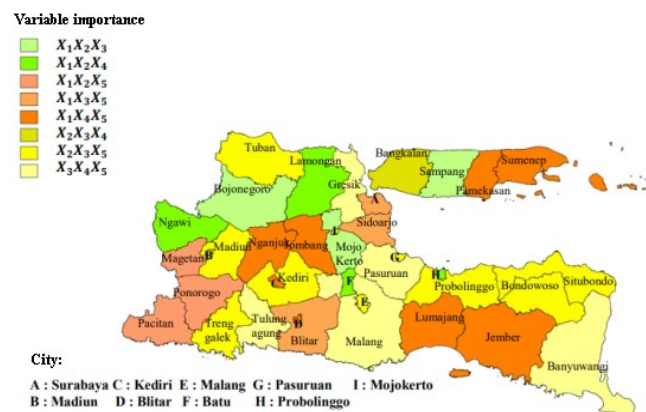 Variable importance
X₁X₂X₃
X₁X₂X₄
X₁X₂X₅
X₁X₃X₅
X₁X₄X₅
X₂X₃X₄
X₂X₃X₅
X₃X₄X₅
Tuban
Lamongan
Bangkalan
Sampang
Sumenep
Pamekasan
Bojonegoro
Gresik
A
Ngawi
Sidoarjo
I
Madiun
Nganjuk
Jombang
Mojo
Kerto
B
Magetan
G
Pasuruan
H
Kediri
C
F
Probolinggo
Bondowoso
Situbondo
Ponorogo
E
Pacitan
Treng
galek
Tulung
agung
D
Blitar
Malang
Lumajang
Jember
Banyuwangi
City:
A : Surabaya C : Kediri E : Malang G : Pasuruan I : Mojokerto
B : Madiun D : Blitar F : Batu H : Probolinggo